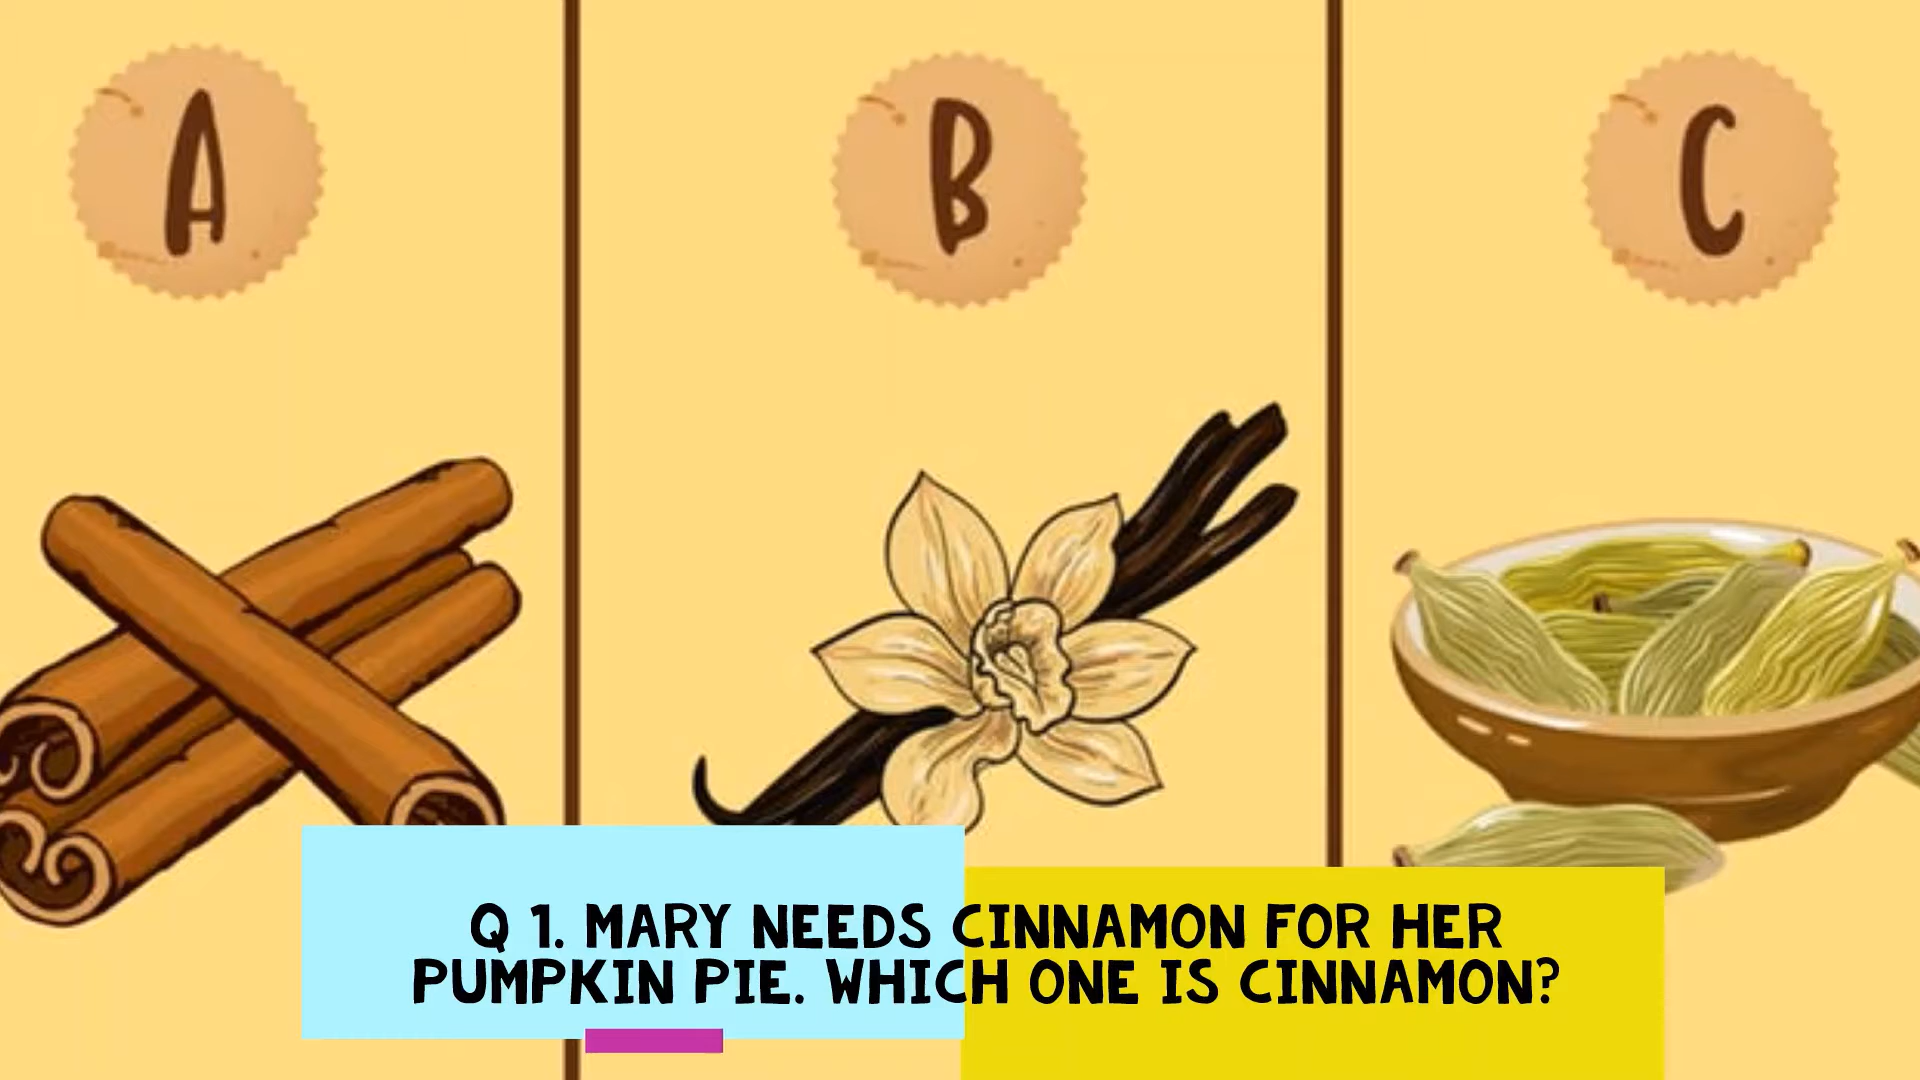 A
B
C
Q 1. MARY NEEDS CINNAMON FOR HER
PUMPKIN PIE. WHICH ONE IS CINNAMON?